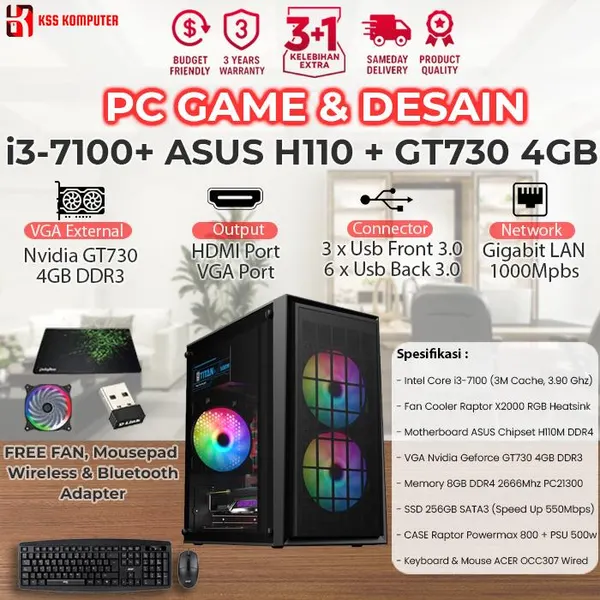 KSS KOMPUTER
BUDGET
FRIENDLY
3
3 YEARS
WARRANTY
3+1
KELEBIHAN
EXTRA
SAMEDAY
DELIVERY
PRODUCT
QUALITY
PC GAME & DESAIN
i3-7100+ ASUS H110 + GT730 4GB
VGA External
Nvidia GT730
4GB DDR3
Output
HDMI Port
VGA Port
Connector
3 x Usb Front 3.0
6 x Usb Back 3.0
Network
Gigabit LAN
1000Mpbs
FREE FAN, Mousepad
Wireless & Bluetooth
Adapter
TITAN
Spesifikasi :
- Intel Core i3-7100 (3M Cache, 3.90 Ghz)
- Fan Cooler Raptor X2000 RGB Heatsink
- Motherboard ASUS Chipset H110M DDR4
- VGA Nvidia Geforce GT730 4GB DDR3
- Memory 8GB DDR4 2666Mhz PC21300
- SSD 256GB SATA3 (Speed Up 550Mbps)
- CASE Raptor Powermax 800 + PSU 500w
- Keyboard & Mouse ACER OCC307 Wired